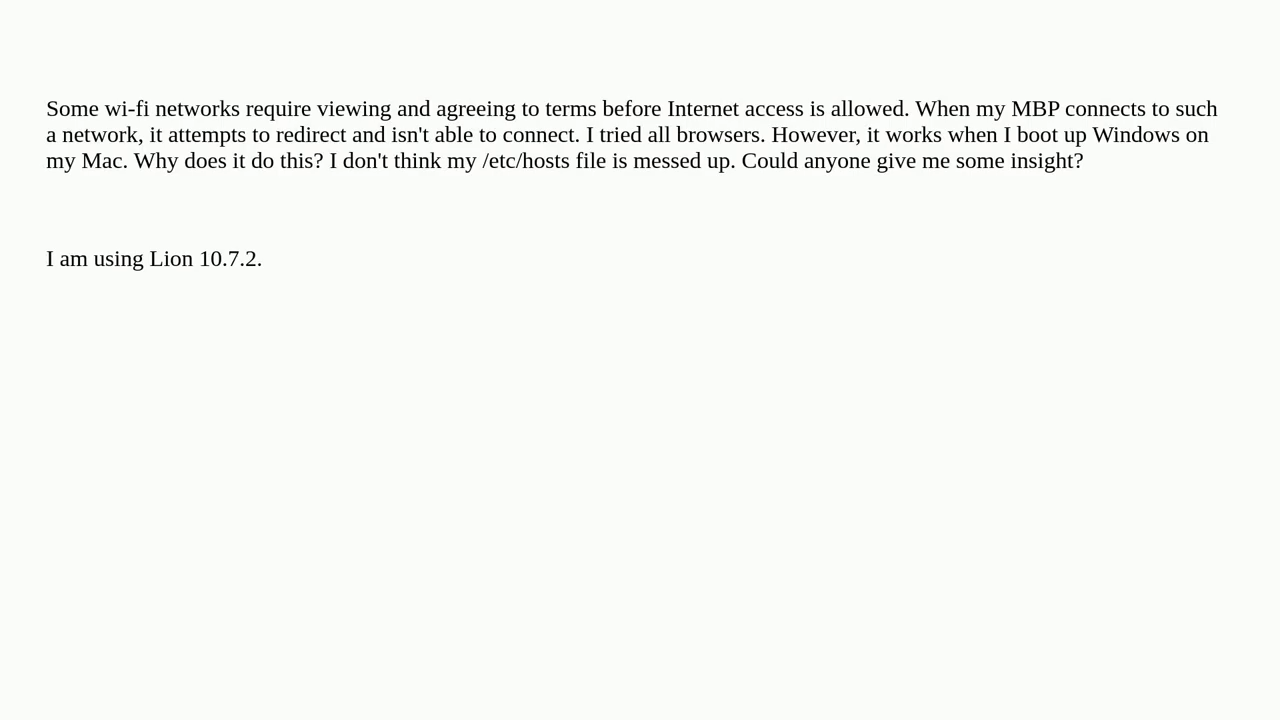 Some wi-fi networks require viewing and agreeing to terms before Internet access is allowed. When my MBP connects to such
a network, it attempts to redirect and isn't able to connect. I tried all browsers. However, it works when I boot up Windows on
my Mac. Why does it do this? I don't think my /etc/hosts file is messed up. Could anyone give me some insight?
I am using Lion 10.7.2.